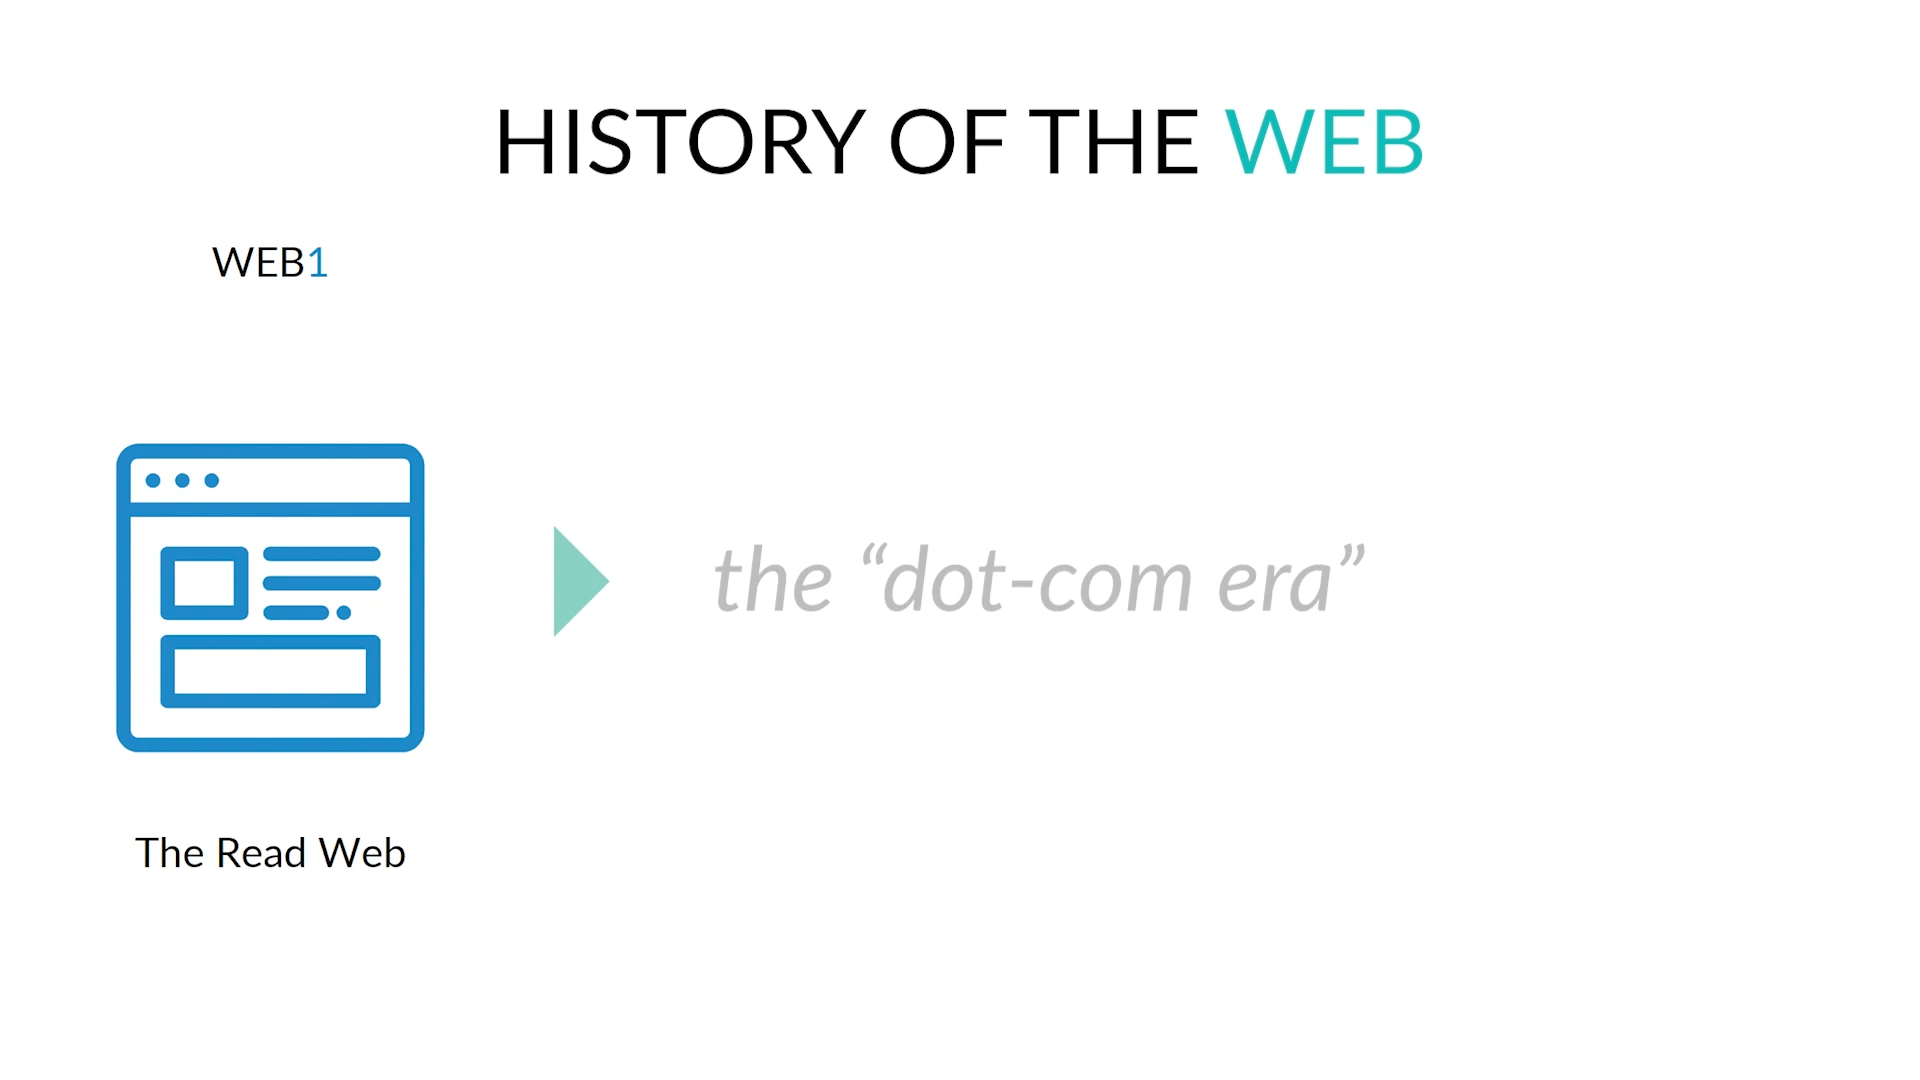 HISTORY OF THE WEB
WEB1
the “dot-com era”
The Read Web